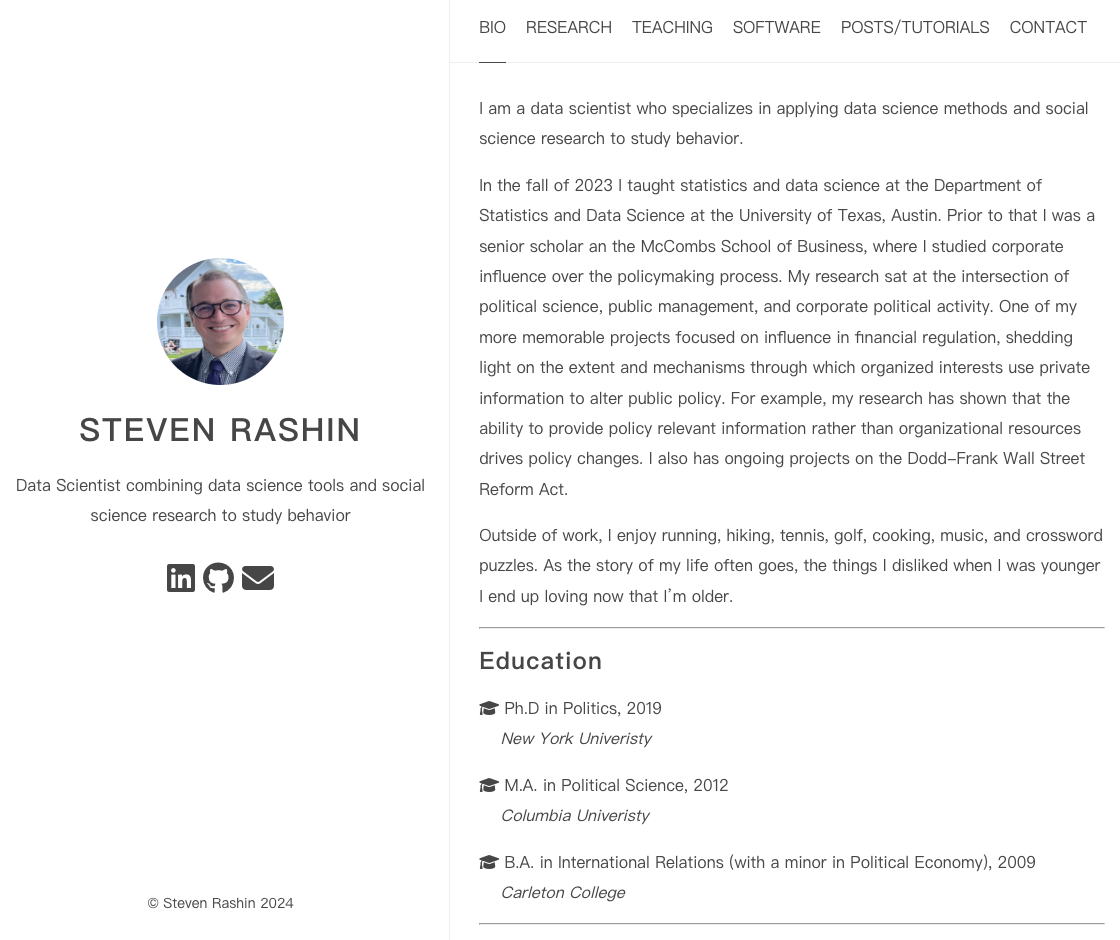 BIO RESEARCH TEACHING SOFTWARE POSTS/TUTORIALS CONTACT
STEVEN RASHIN
Data Scientist combining data science tools and social
science research to study behavior
© Steven Rashin 2024
I am a data scientist who specializes in applying data science methods and social
science research to study behavior.
In the fall of 2023 I taught statistics and data science at the Department of
Statistics and Data Science at the University of Texas, Austin. Prior to that I was a
senior scholar an the McCombs School of Business, where I studied corporate
influence over the policymaking process. My research sat at the intersection of
political science, public management, and corporate political activity. One of my
more memorable projects focused on influence in financial regulation, shedding
light on the extent and mechanisms through which organized interests use private
information to alter public policy. For example, my research has shown that the
ability to provide policy relevant information rather than organizational resources
drives policy changes. I also has ongoing projects on the Dodd–Frank Wall Street
Reform Act.
Outside of work, I enjoy running, hiking, tennis, golf, cooking, music, and crossword
puzzles. As the story of my life often goes, the things I disliked when I was younger
I end up loving now that I’m older.
Education
Ph.D in Politics, 2019
New York Univeristy
M.A. in Political Science, 2012
Columbia Univeristy
B.A. in International Relations (with a minor in Political Economy), 2009
Carleton College